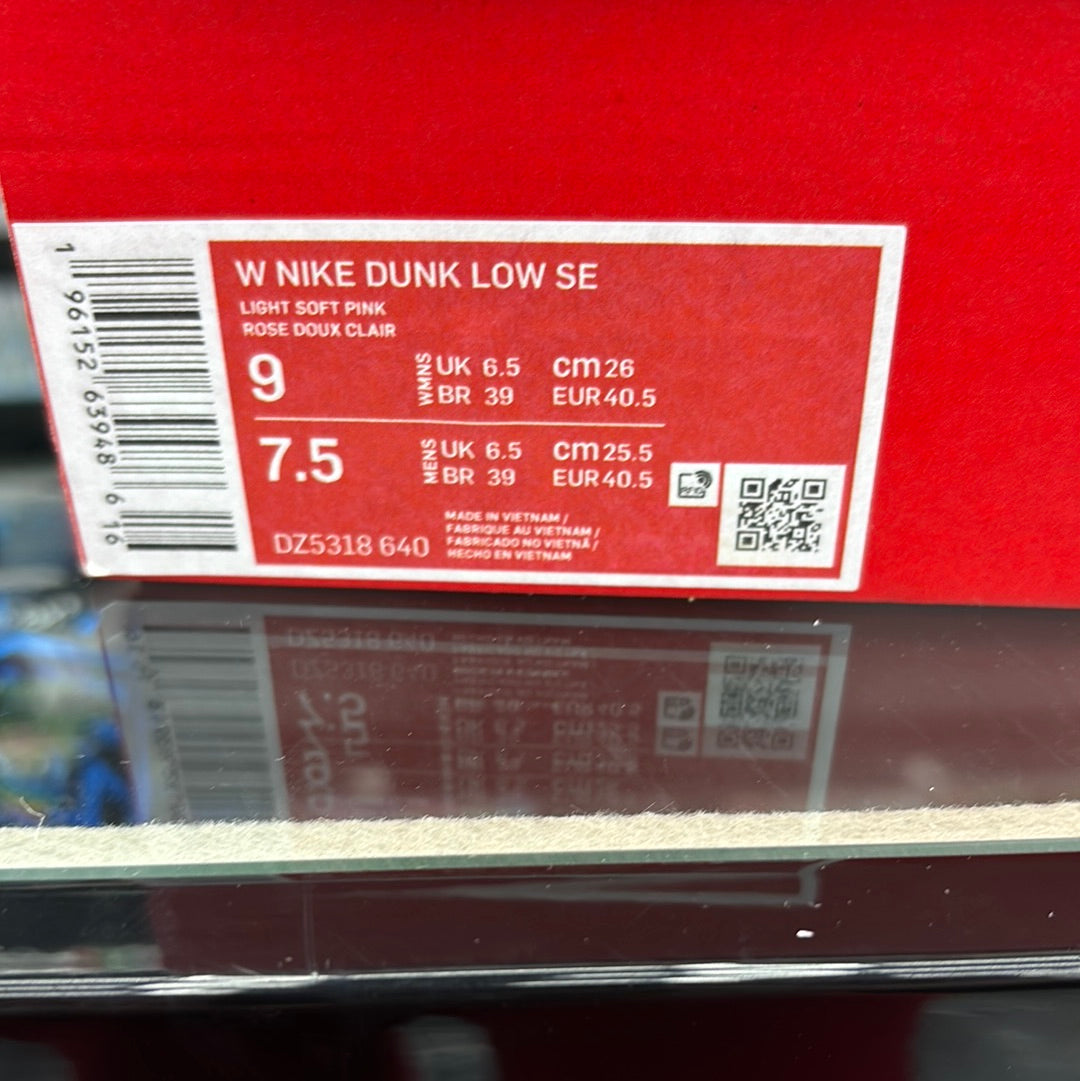 W NIKE DUNK LOW SE
LIGHT SOFT PINK
ROSE DOUX CLAIR
9 WMNS UK 6.5 cm 26
BR 39 EUR 40.5
7.5 MENS UK 6.5 cm 25.5
BR 39 EUR 40.5
DZ5318 640
MADE IN VIETNAM /
FABRIQUE AU VIETNAM /
FABRICADO NO VIETNÃ /
HECHO EN VIETNAM
1 96152 63948 6 16